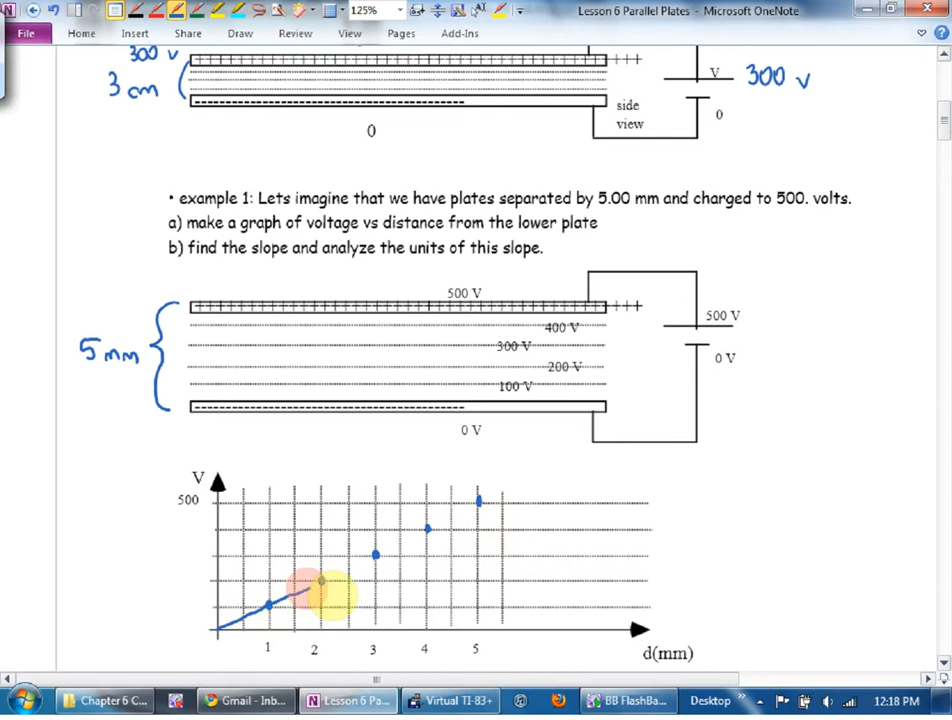 125%
Lesson 6 Parallel Plates - Microsoft OneNote
File Home Insert Share Draw Review View Pages Add-Ins
300 V
+++
V
300 V
3 cm
side
view
0
0
• example 1: Lets imagine that we have plates separated by 5.00 mm and charged to 500. volts.
a) make a graph of voltage vs distance from the lower plate
b) find the slope and analyze the units of this slope.
500 V
+++
500 V
400 V
300 V
5 mm
0 V
200 V
100 V
0 V
V
500
1 2 3 4 5
d(mm)
Chapter 6 C... Gmail - Inb... Lesson 6 Pa... Virtual TI-83+ BB FlashBa... Desktop 12:18 PM